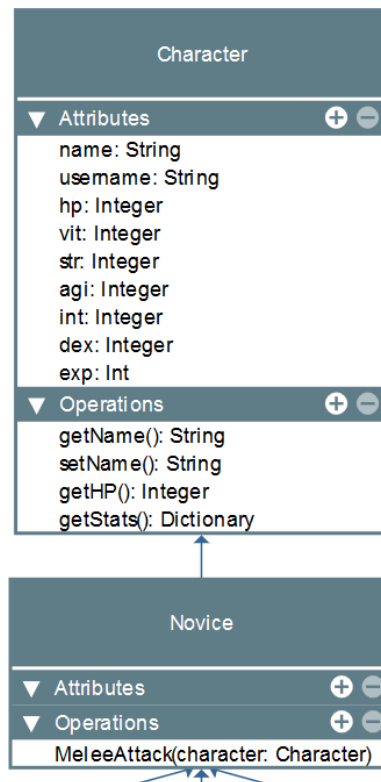 Character
Attributes
name: String
username: String
hp: Integer
vit: Integer
str: Integer
agi: Integer
int: Integer
dex: Integer
exp: Int
Operations
getName(): String
setName(): String
getHP(): Integer
getStats(): Dictionary
Novice
Attributes
Operations
MeleeAttack(character: Character)